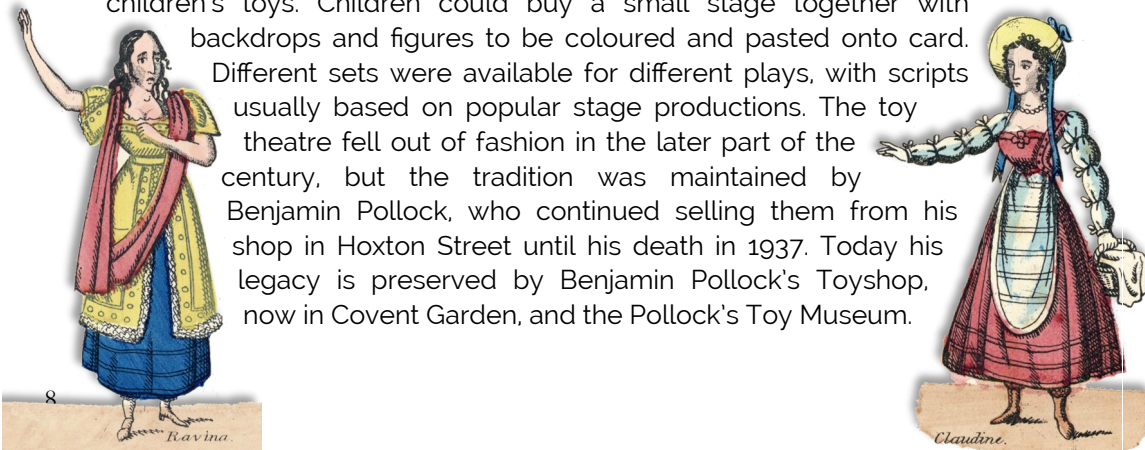 children's toys. Children could buy a small stage together with
backdrops and figures to be coloured and pasted onto card.
Different sets were available for different plays, with scripts
usually based on popular stage productions. The toy
theatre fell out of fashion in the later part of the
century, but the tradition was maintained by
Benjamin Pollock, who continued selling them from his
shop in Hoxton Street until his death in 1937. Today his
legacy is preserved by Benjamin Pollock's Toyshop,
now in Covent Garden, and the Pollock's Toy Museum.
8
Ravina.
Claudine.